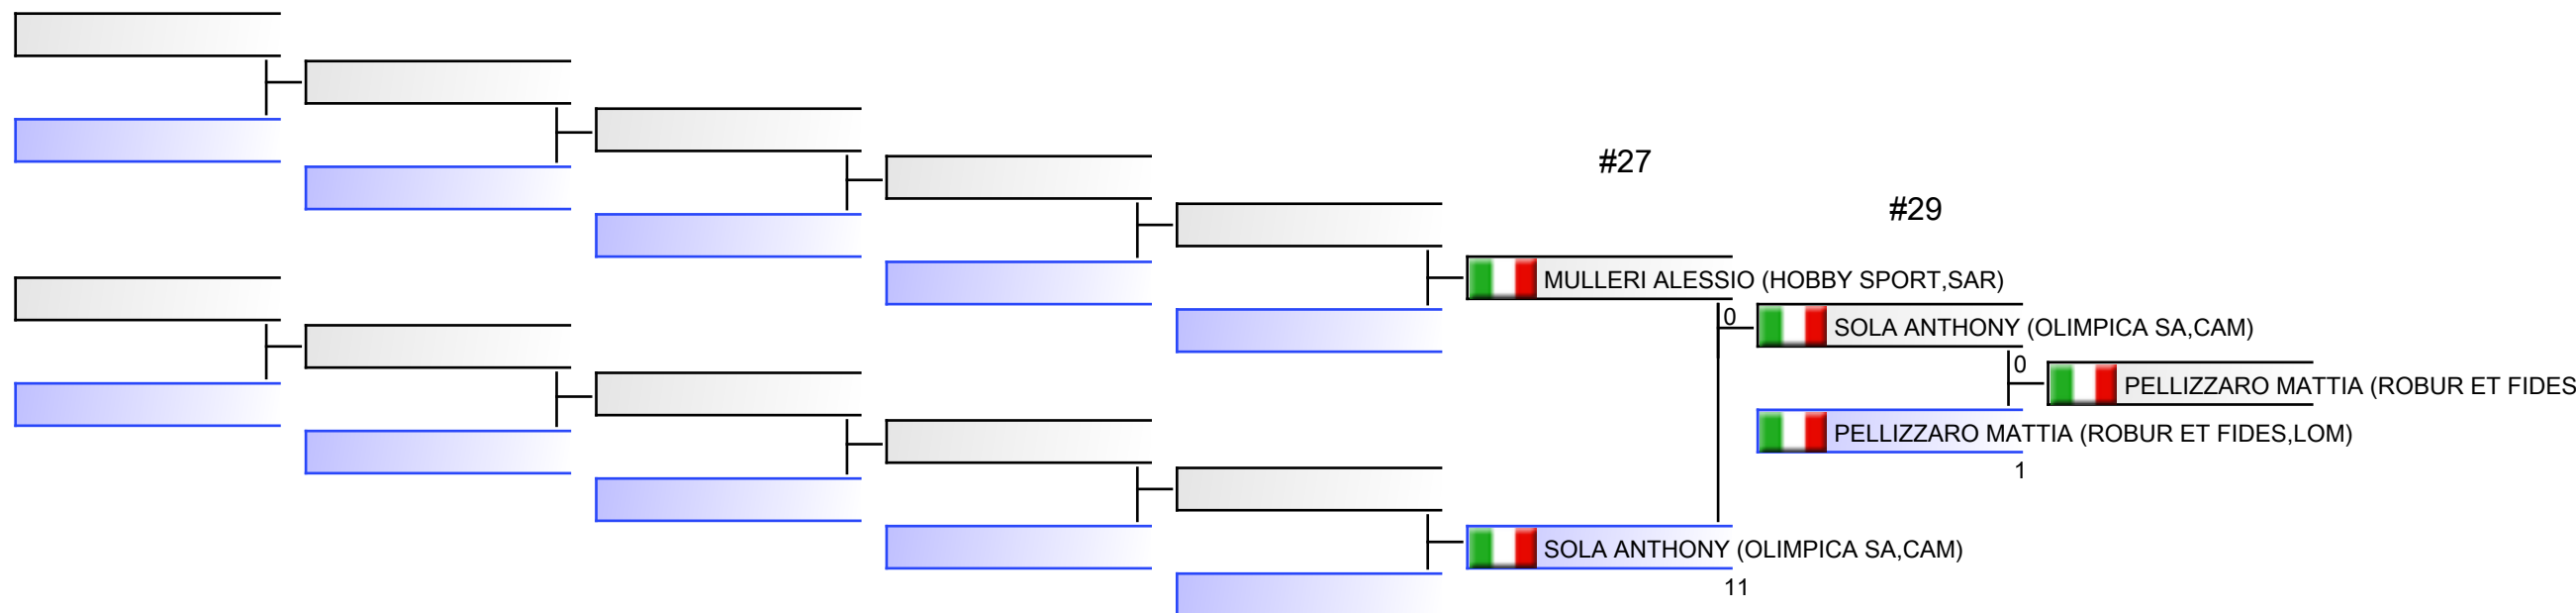 #27
#29
MULLERI ALESSIO (HOBBY SPORT,SAR)
0
SOLA ANTHONY (OLIMPICA SA,CAM)
0
PELLIZZARO MATTIA (ROBUR ET FIDES
PELLIZZARO MATTIA (ROBUR ET FIDES,LOM)
1
SOLA ANTHONY (OLIMPICA SA,CAM)
11